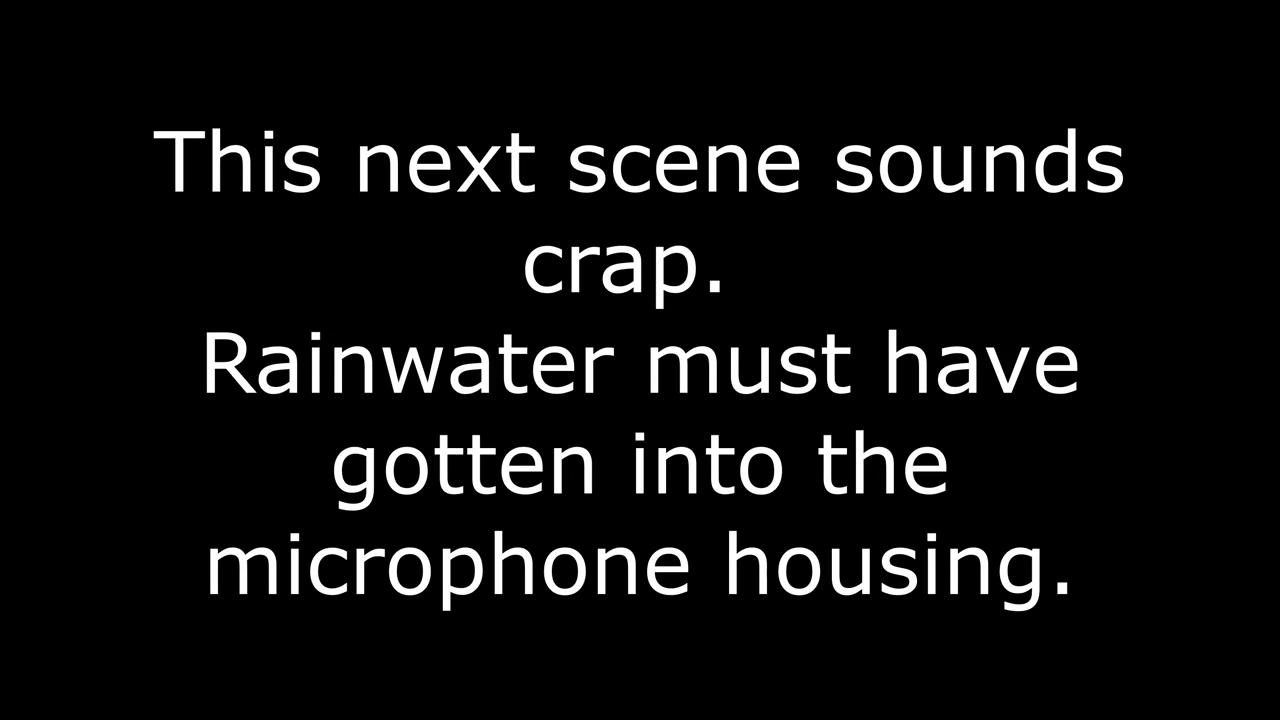 This next scene sounds
crap.
Rainwater must have
gotten into the
microphone housing.